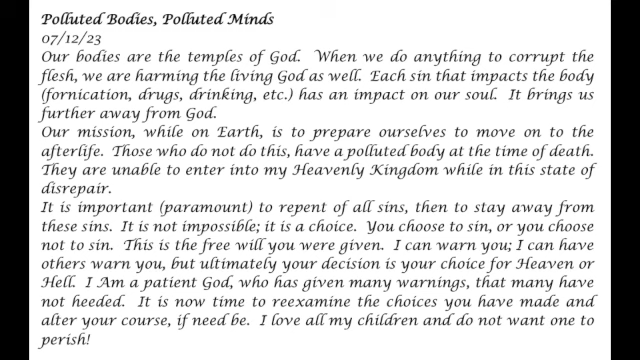 Polluted Bodies, Polluted Minds
07/12/23
Our bodies are the temples of God. When we do anything to corrupt the
flesh, we are harming the living God as well. Each sin that impacts the body
(fornication, drugs, drinking, etc.) has an impact on our soul. It brings us
further away from God.
Our mission, while on Earth, is to prepare ourselves to move on to the
afterlife. Those who do not do this, have a polluted body at the time of death.
They are unable to enter into my Heavenly Kingdom while in this state of
disrepair.
It is important (paramount) to repent of all sins, then to stay away from
these sins. It is not impossible; it is a choice. You choose to sin, or you choose
not to sin. This is the free will you were given. I can warn you; I can have
others warn you, but ultimately your decision is your choice for Heaven or
Hell. I Am a patient God, who has given many warnings, that many have
not heeded. It is now time to reexamine the choices you have made and
alter your course, if need be. I love all my children and do not want one to
perish!